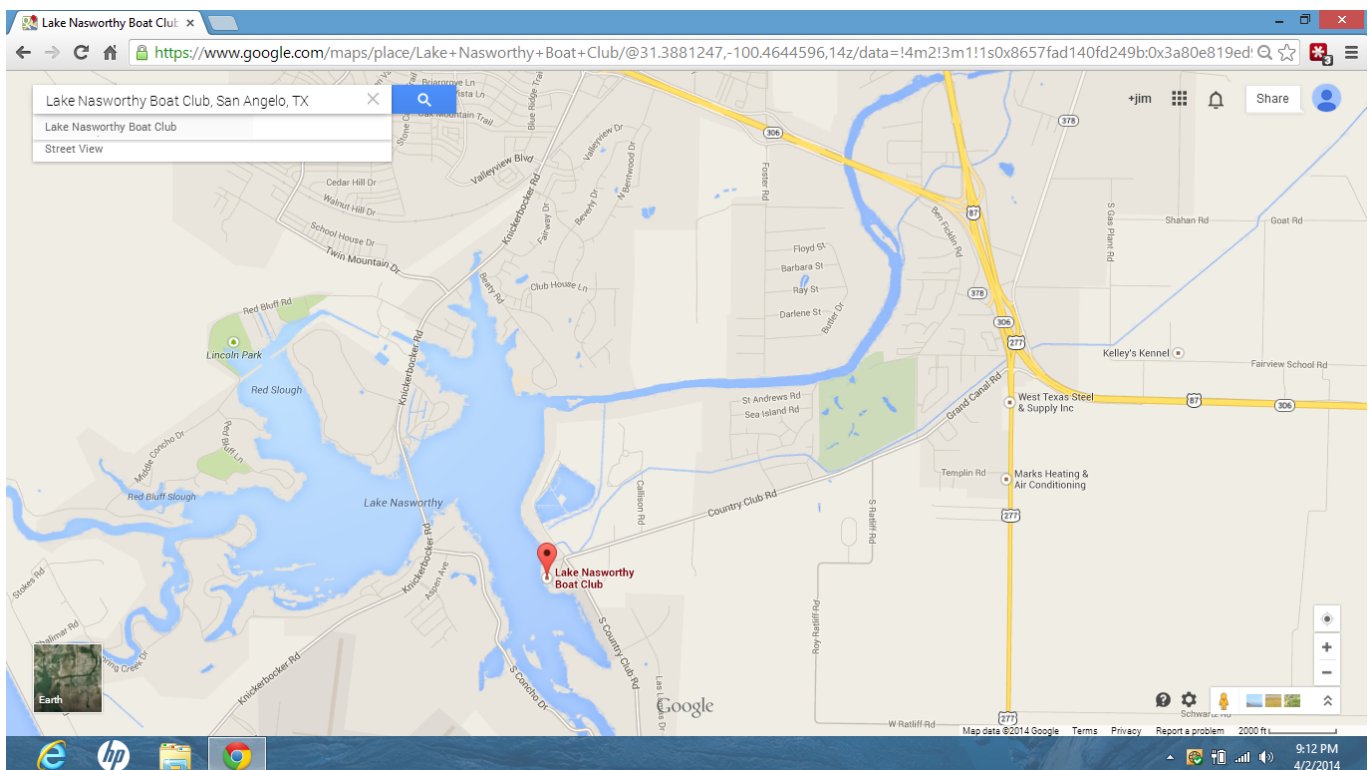 Lake Nasworthy Boat Club
https://www.google.com/maps/place/Lake+Nasworthy+Boat+Club/@31.3881247,-100.4644596,14z/data=!4m2!3m1!1s0x8657fad140fd249b:0x3a80e819ed
3
Lake Nasworthy Boat Club, San Angelo, TX
Lake Nasworthy Boat Club
Street View
+jim
Share
Briargrove Ln
Oak Mountain Trail
Blue Ridge Trail
Valleyview Dr
Valleyview Blvd
N Bentwood Dr
Beverly Dr
Fairway Dr
Knickerbocker Rd
Cedar Hill Dr
Walnut Hill Dr
School House Dr
Twin Mountain Dr
Foster Rd
306
378
87
Ben Ficklin Rd
S Gas Plant Rd
Shahan Rd
Goat Rd
Beaty Rd
Club House Ln
Floyd St
Barbara St
Ray St
Darlene St
Butler Dr
378
306
277
Red Bluff Rd
Lincoln Park
Knickerbocker Rd
Red Slough
Kelley's Kennel
Fairview School Rd
St Andrews Rd
Sea Island Rd
Grand Canal Rd
West Texas Steel
& Supply Inc
87
306
Middle Concho Dr
Red Bluff Ln
Red Bluff Slough
Lake Nasworthy
Callison Rd
Country Club Rd
S Ratliff Rd
Templin Rd
Marks Heating &
Air Conditioning
277
Knickerbocker Rd
Aspen Ave
Lake Nasworthy
Boat Club
Stokes Rd
Roy Ratliff Rd
S Country Club Rd
Knickerbocker Rd
S Concho Dr
Earth
Google
W Ratliff Rd
277
Map data ©2014 Google
Terms
Privacy
Report a problem
2000 ft
hp
9:12 PM
4/2/2014